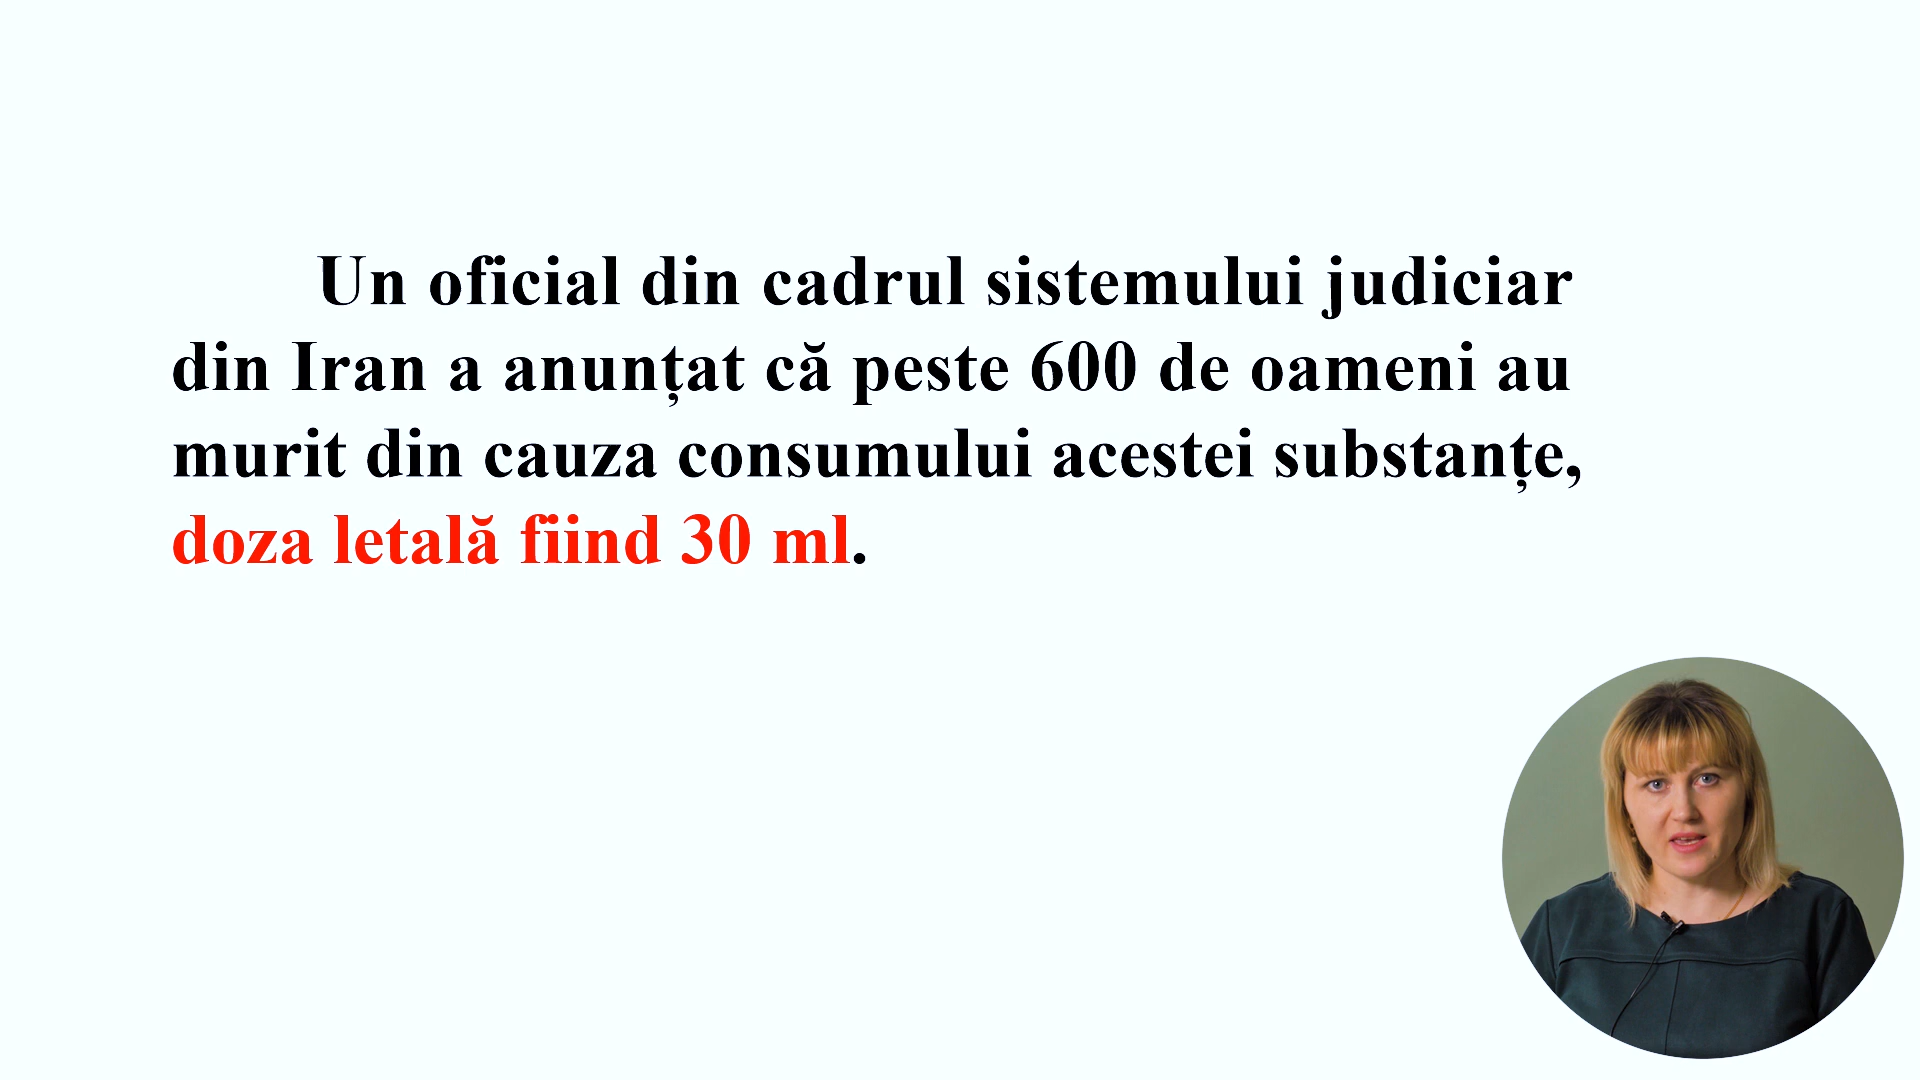 Un oficial din cadrul sistemului judiciar
din Iran a anunțat că peste 600 de oameni au
murit din cauza consumului acestei substanțe,
doza letală fiind 30 ml.